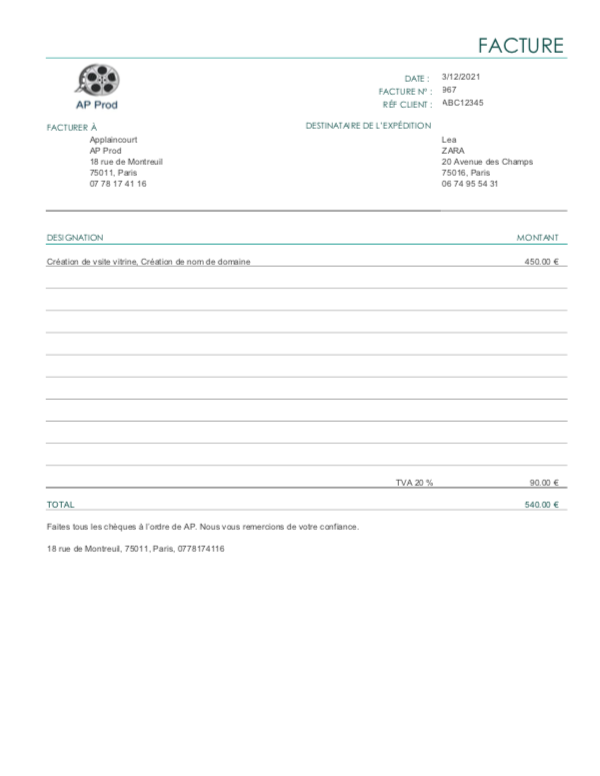 FACTURE
AP Prod
DATE : 3/12/2021
FACTURE N° : 967
RÉF CLIENT : ABC12345
FACTURER À
Applaincourt
AP Prod
18 rue de Montreuil
75011, Paris
07 78 17 41 16
DESTINATAIRE DE L'EXPÉDITION
Lea
ZARA
20 Avenue des Champs
75016, Paris
06 74 95 54 31
DESIGNATION MONTANT
Création de vsite vitrine, Création de nom de domaine 450.00 €
TVA 20 % 90.00 €
TOTAL 540.00 €
Faites tous les chèques à l'ordre de AP. Nous vous remercions de votre confiance.
18 rue de Montreuil, 75011, Paris, 0778174116